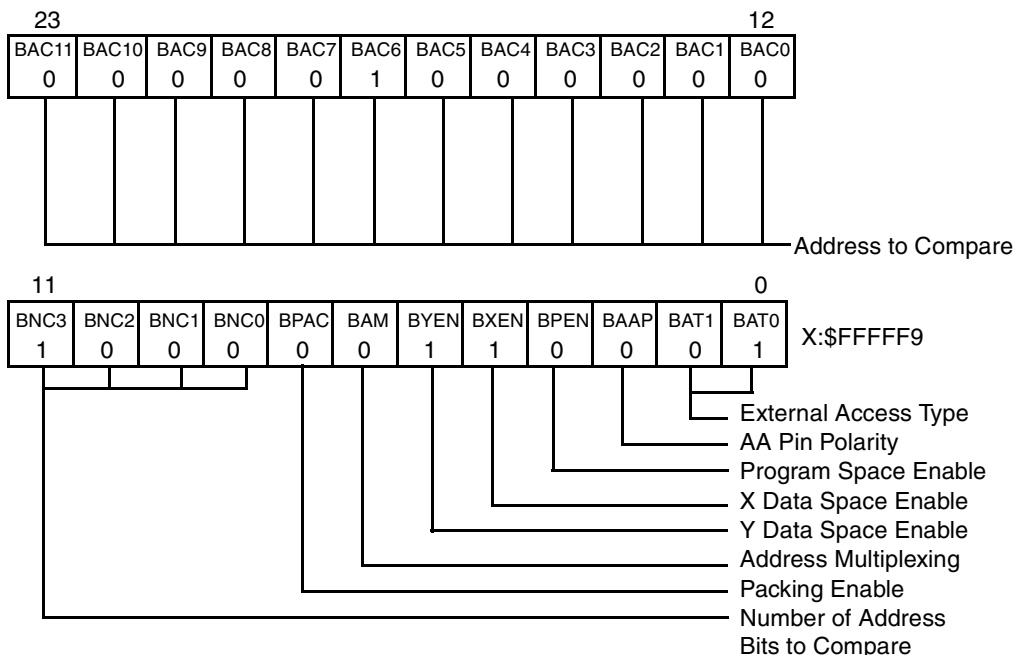 23 12
BAC11 BAC10 BAC9 BAC8 BAC7 BAC6 BAC5 BAC4 BAC3 BAC2 BAC1 BAC0
0 0 0 0 0 1 0 0 0 0 0 0
Address to Compare
11 0
BNC3 BNC2 BNC1 BNC0 BPAC BAM BYEN BXEN BPEN BAAP BAT1 BAT0
1 0 0 0 0 0 1 1 0 0 0 1
X:$FFFFF9
External Access Type
AA Pin Polarity
Program Space Enable
X Data Space Enable
Y Data Space Enable
Address Multiplexing
Packing Enable
Number of Address
Bits to Compare